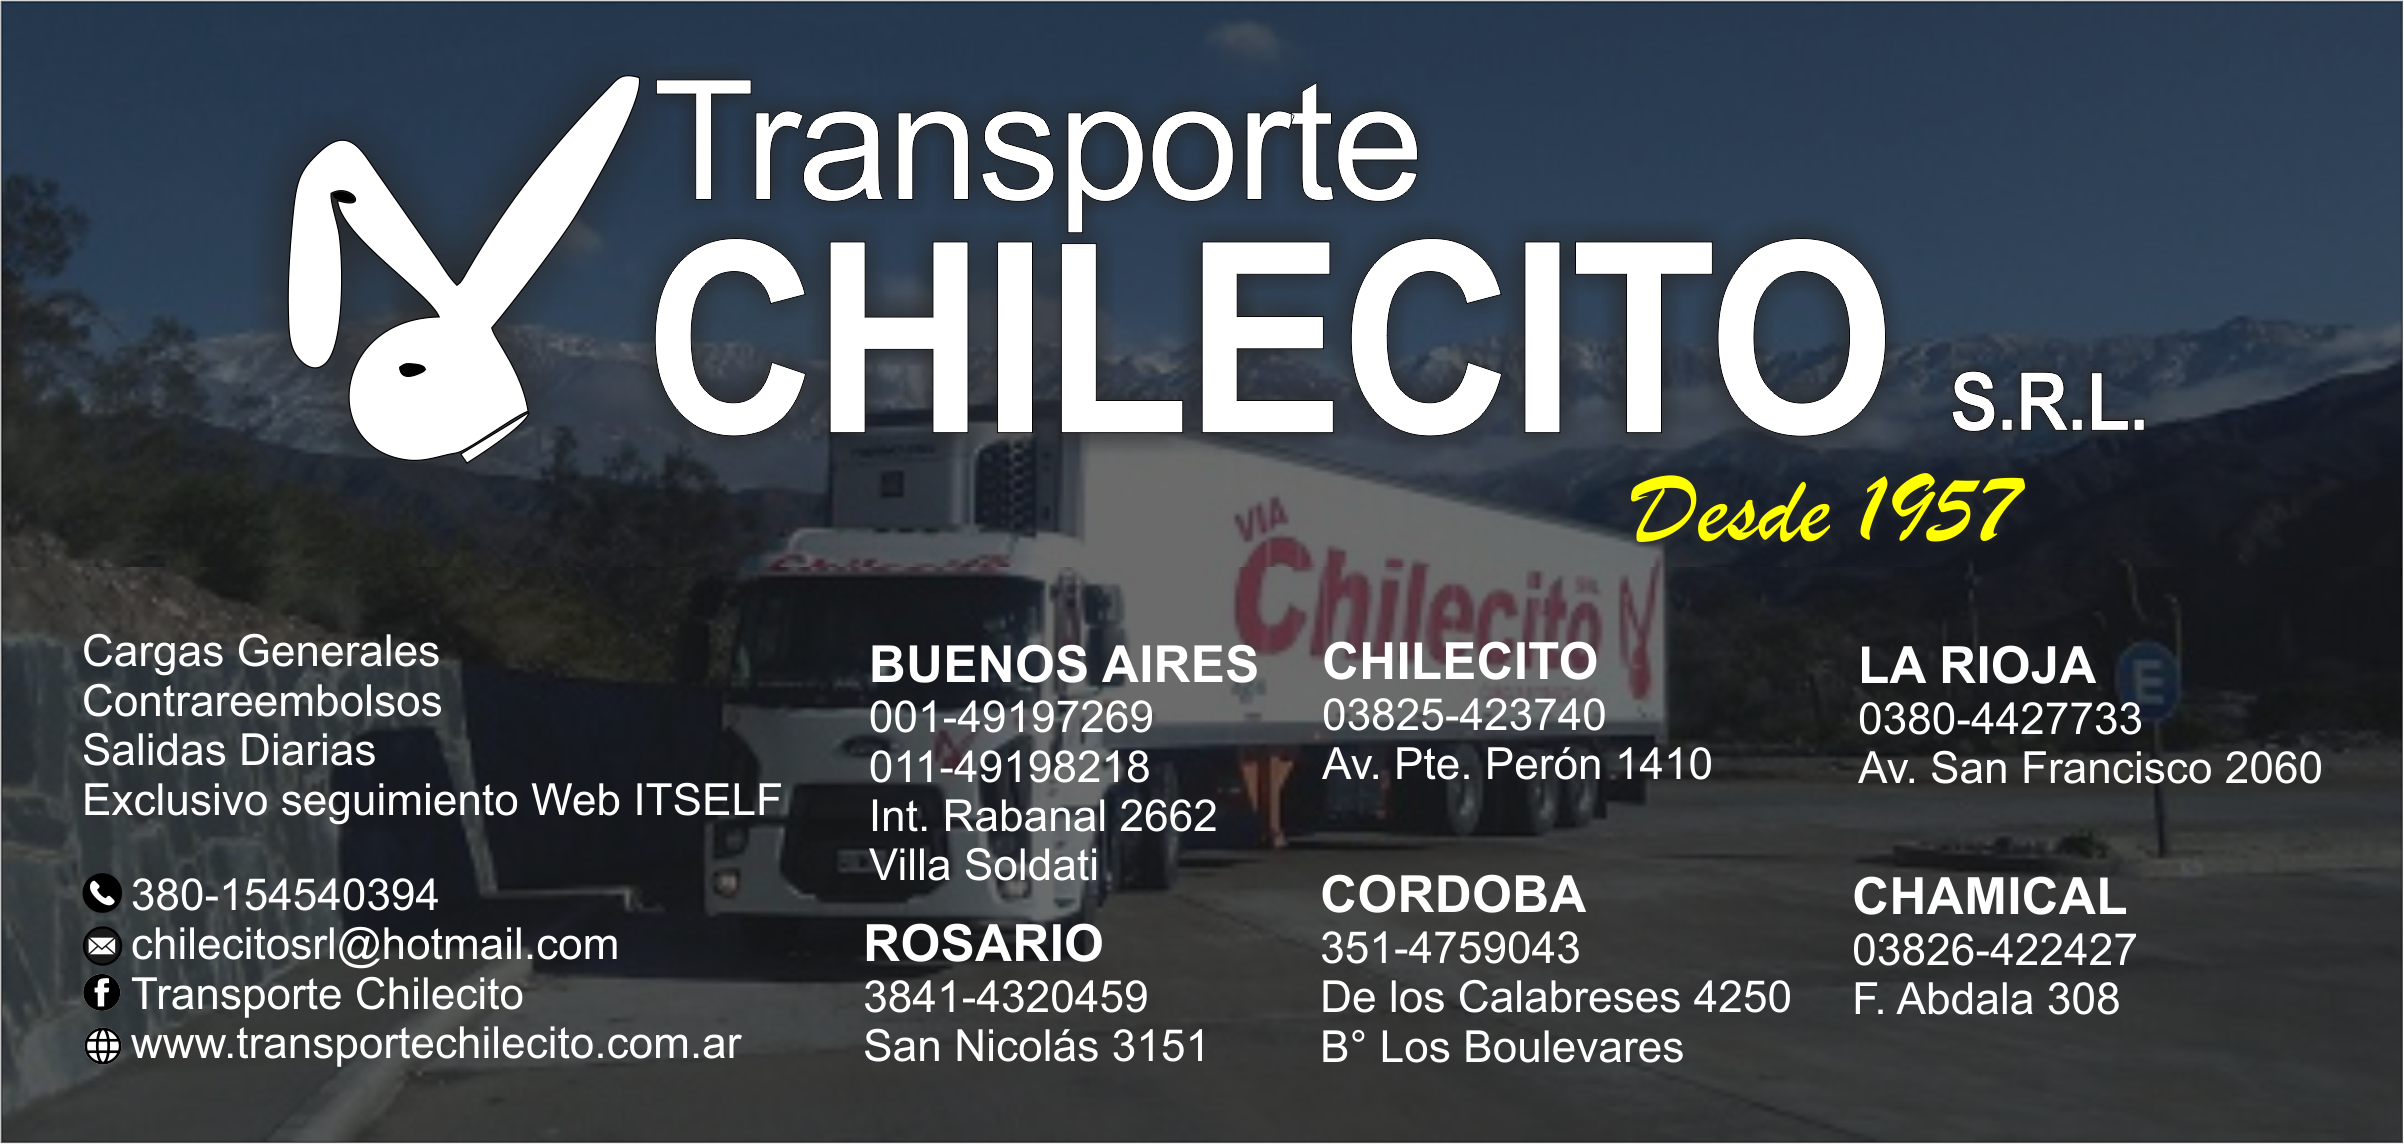 Transporte
CHILECITO
S.R.L.
Desde 1957
VIA
Chilecito
Chilecito
E
Cargas Generales
Contrareembolsos
Salidas Diarias
Exclusivo seguimiento Web ITSELF
380-154540394
chilecitosrl@hotmail.com
Transporte Chilecito
www.transportechilecito.com.ar
BUENOS AIRES
001-49197269
011-49198218
Int. Rabanal 2662
Villa Soldati
ROSARIO
3841-4320459
San Nicolás 3151
CHILECITO
03825-423740
Av. Pte. Perón 1410
CORDOBA
351-4759043
De los Calabreses 4250
B° Los Boulevares
LA RIOJA
0380-4427733
Av. San Francisco 2060
CHAMICAL
03826-422427
F. Abdala 308